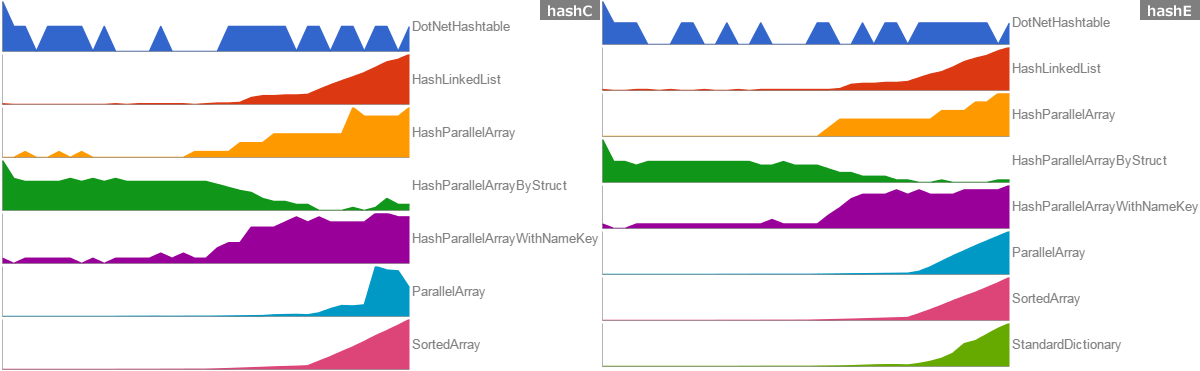 hashC
DotNetHashtable
HashLinkedList
HashParallelArray
HashParallelArrayByStruct
HashParallelArrayWithNameKey
ParallelArray
SortedArray
hashE
DotNetHashtable
HashLinkedList
HashParallelArray
HashParallelArrayByStruct
HashParallelArrayWithNameKey
ParallelArray
SortedArray
StandardDictionary